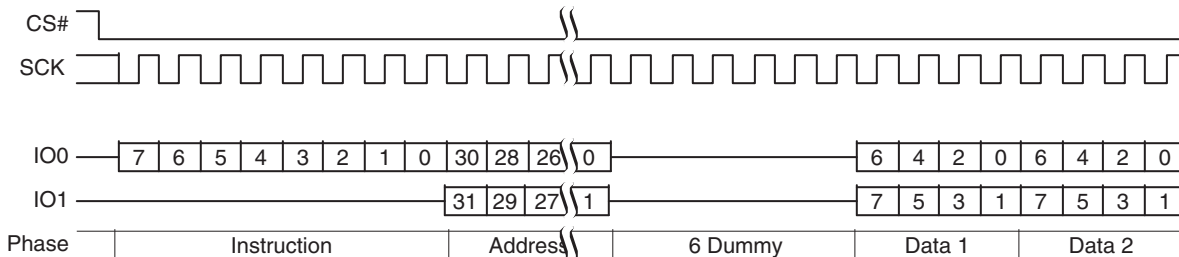 CS#
SCK
IO0 7 6 5 4 3 2 1 0 30 28 26 0 6 4 2 0 6 4 2 0
IO1 31 29 27 1 7 5 3 1 7 5 3 1
Phase Instruction Address 6 Dummy Data 1 Data 2